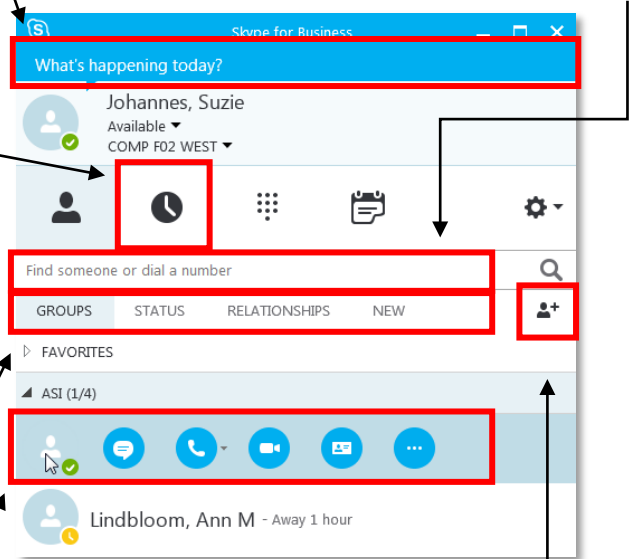 Skype for Business
What's happening today?
Johannes, Suzie
Available
COMP F02 WEST
Find someone or dial a number
GROUPS STATUS RELATIONSHIPS NEW
FAVORITES
ASI (1/4)
Lindbloom, Ann M - Away 1 hour